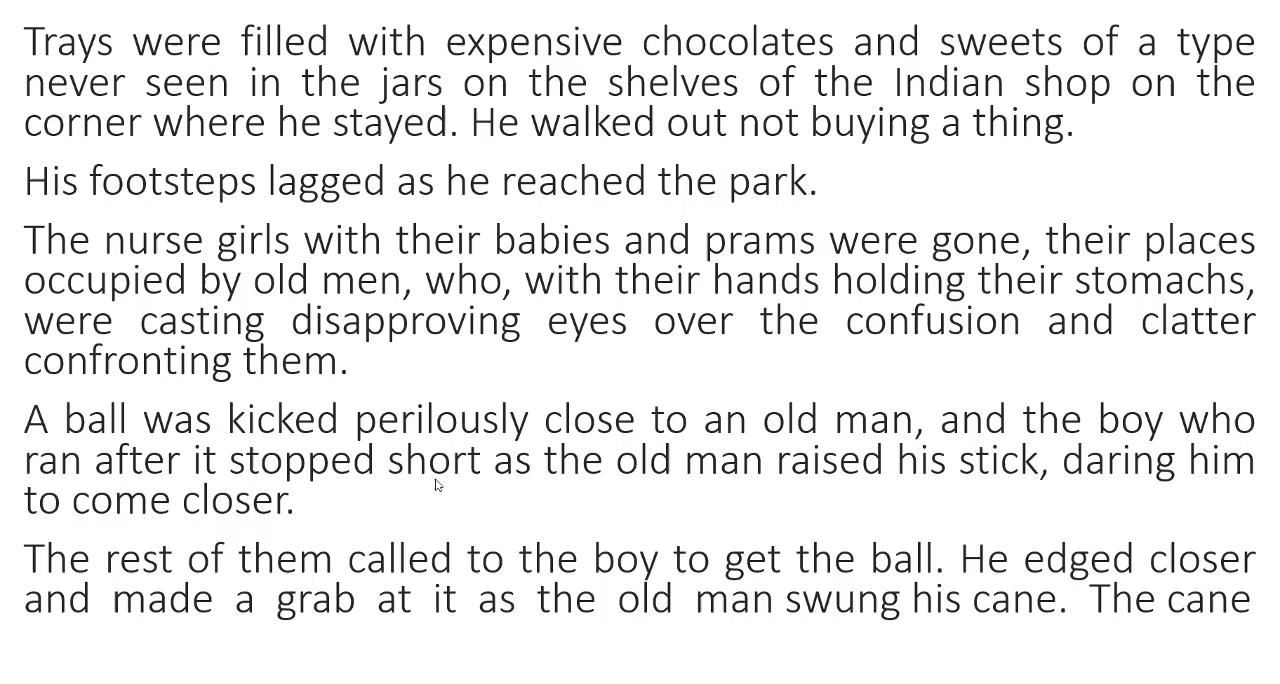 Trays were filled with expensive chocolates and sweets of a type
never seen in the jars on the shelves of the Indian shop on the
corner where he stayed. He walked out not buying a thing.
His footsteps lagged as he reached the park.
The nurse girls with their babies and prams were gone, their places
occupied by old men, who, with their hands holding their stomachs,
were casting disapproving eyes over the confusion and clatter
confronting them.
A ball was kicked perilously close to an old man, and the boy who
ran after it stopped short as the old man raised his stick, daring him
to come closer.
The rest of them called to the boy to get the ball. He edged closer
and made a grab at it as the old man swung his cane. The cane